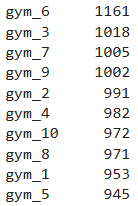 gym_6 1161
gym_3 1018
gym_7 1005
gym_9 1002
gym_2 991
gym_4 982
gym_10 972
gym_8 971
gym_1 953
gym_5 945